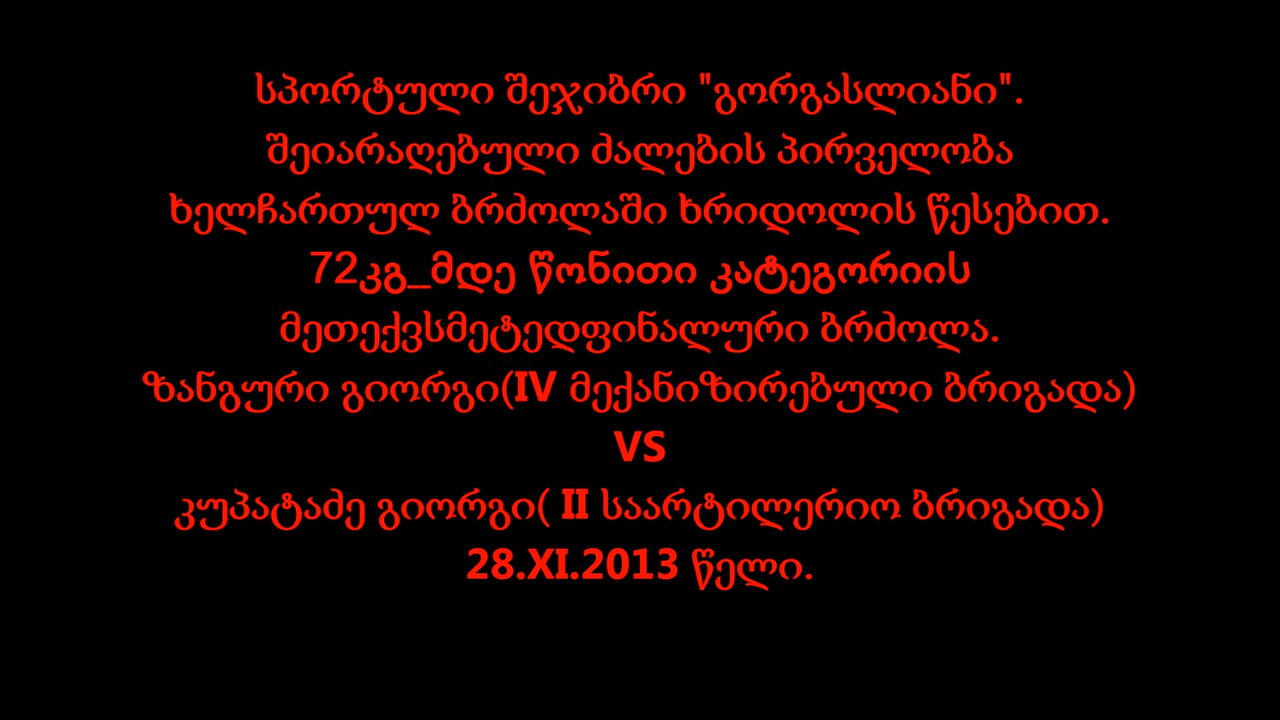 სპორტული შეჯიბრი "გორგასლიანი".
შეიარაღებული ძალების პირველობა
ხელჩართულ ბრძოლაში ხრიდოლის წესებით.
72კგ_მდე წონითი კატეგორიის
მეთექვსმეტედფინალური ბრძოლა.
ზანგური გიორგი(IV მექანიზირებული ბრიგადა)
VS
კუპატაძე გიორგი( II საარტილერიო ბრიგადა)
28.XI.2013 წელი.